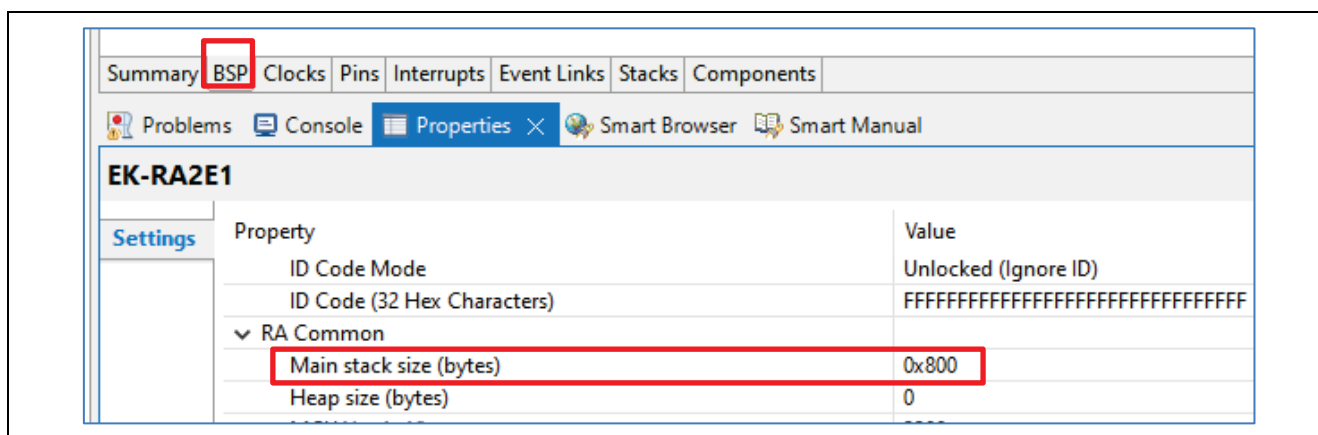 Summary BSP Clocks Pins Interrupts Event Links Stacks Components
Problems Console Properties Smart Browser Smart Manual
EK-RA2E1
Settings Property Value
ID Code Mode Unlocked (Ignore ID)
ID Code (32 Hex Characters) FFFFFFFFFFFFFFFFFFFFFFFFFFFFFFFF
RA Common
Main stack size (bytes) 0x800
Heap size (bytes) 0